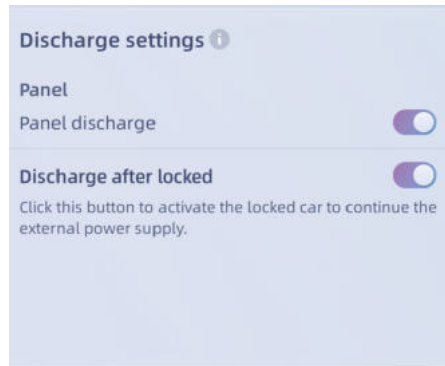 Discharge settings
Panel
Panel discharge
Discharge after locked
Click this button to activate the locked car to continue the
external power supply.